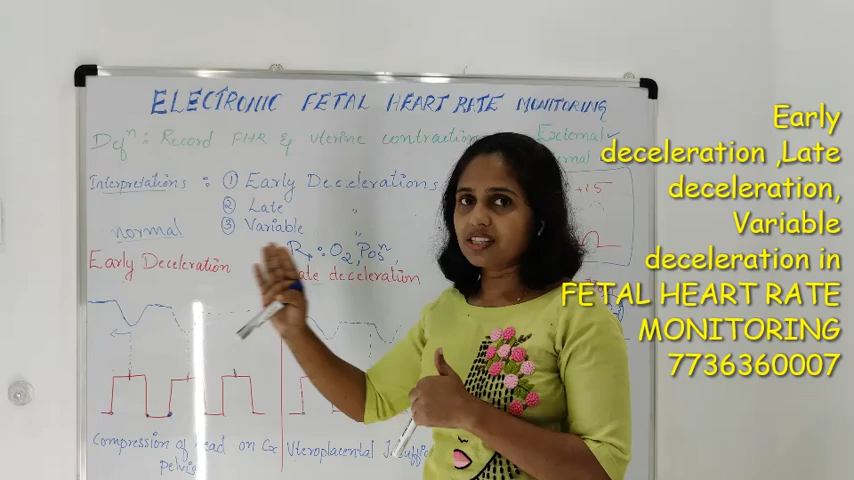 ELECTRONIC FETAL HEART RATE MONITORING
Defⁿ : Record FHR & uterine contraction
External ✓
Interpretations : ① Early Decelerations
② Late "
③ Variable "
normal
: O₂, Posⁿ,
Early Deceleration
deceleration
+15
Compression of head on Cx
pelvis
Uteroplacental
Early
deceleration ,Late
deceleration,
Variable
deceleration in
FETAL HEART RATE
MONITORING
7736360007